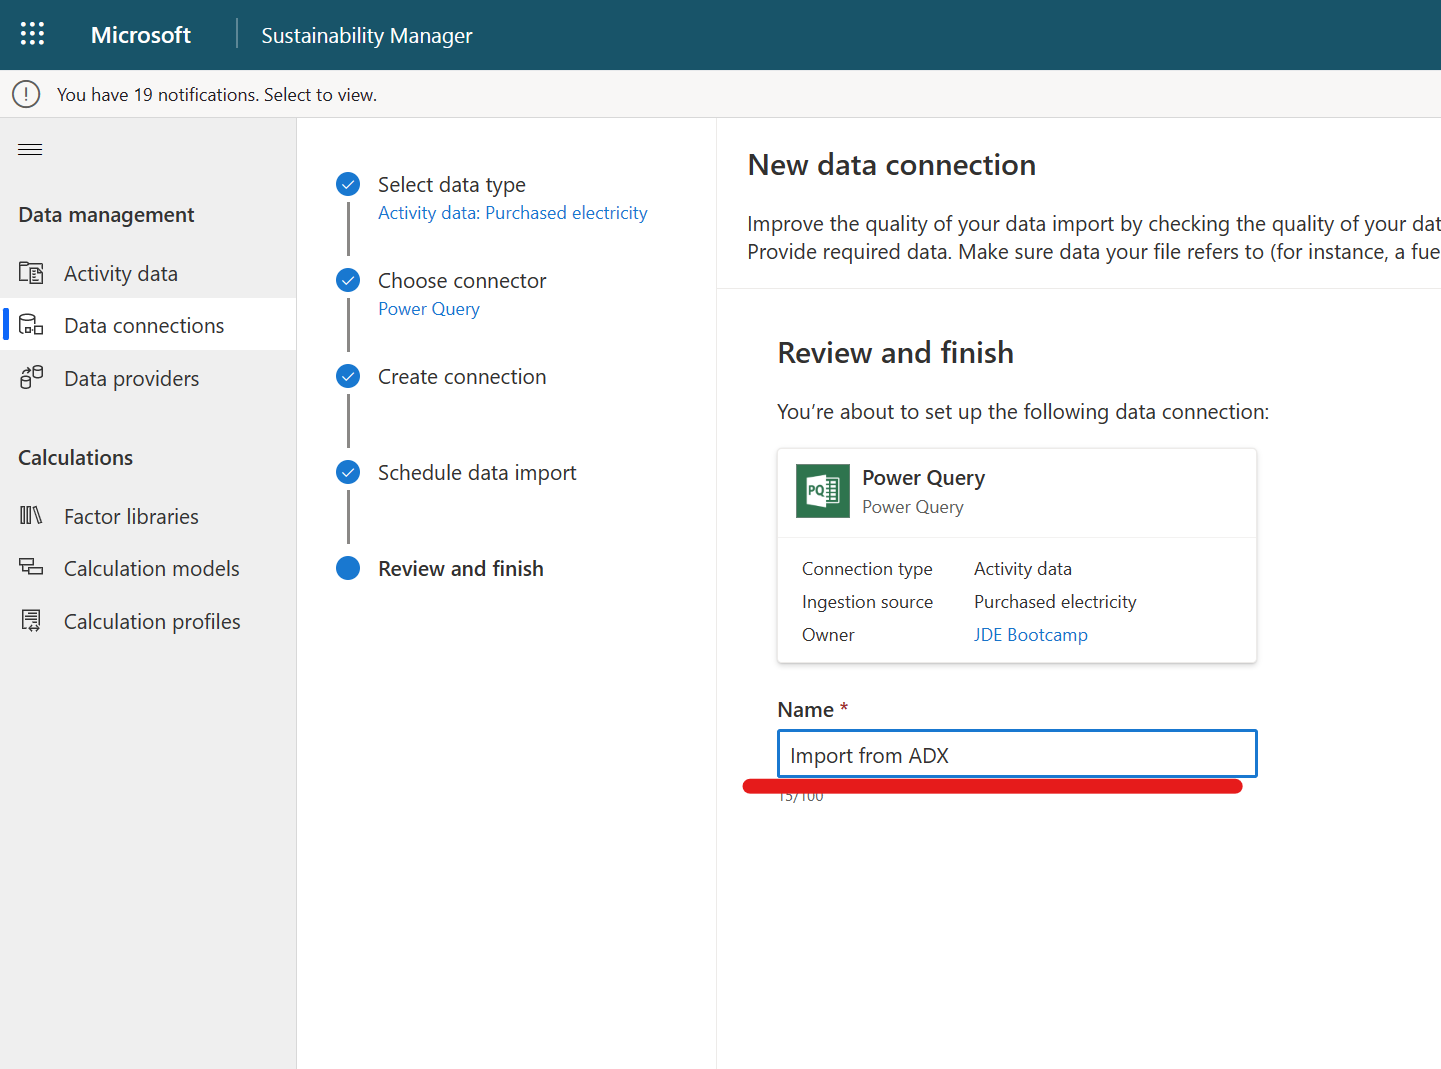 Microsoft
Sustainability Manager
You have 19 notifications. Select to view.
Data management
Activity data
Data connections
Data providers
Calculations
Factor libraries
Calculation models
Calculation profiles
Select data type
Activity data: Purchased electricity
Choose connector
Power Query
Create connection
Schedule data import
Review and finish
New data connection
Improve the quality of your data import by checking the quality of your dat
Provide required data. Make sure data your file refers to (for instance, a fue
Review and finish
You're about to set up the following data connection:
PQ
Power Query
Power Query
Connection type Activity data
Ingestion source Purchased electricity
Owner JDE Bootcamp
Name *
Import from ADX
15/100